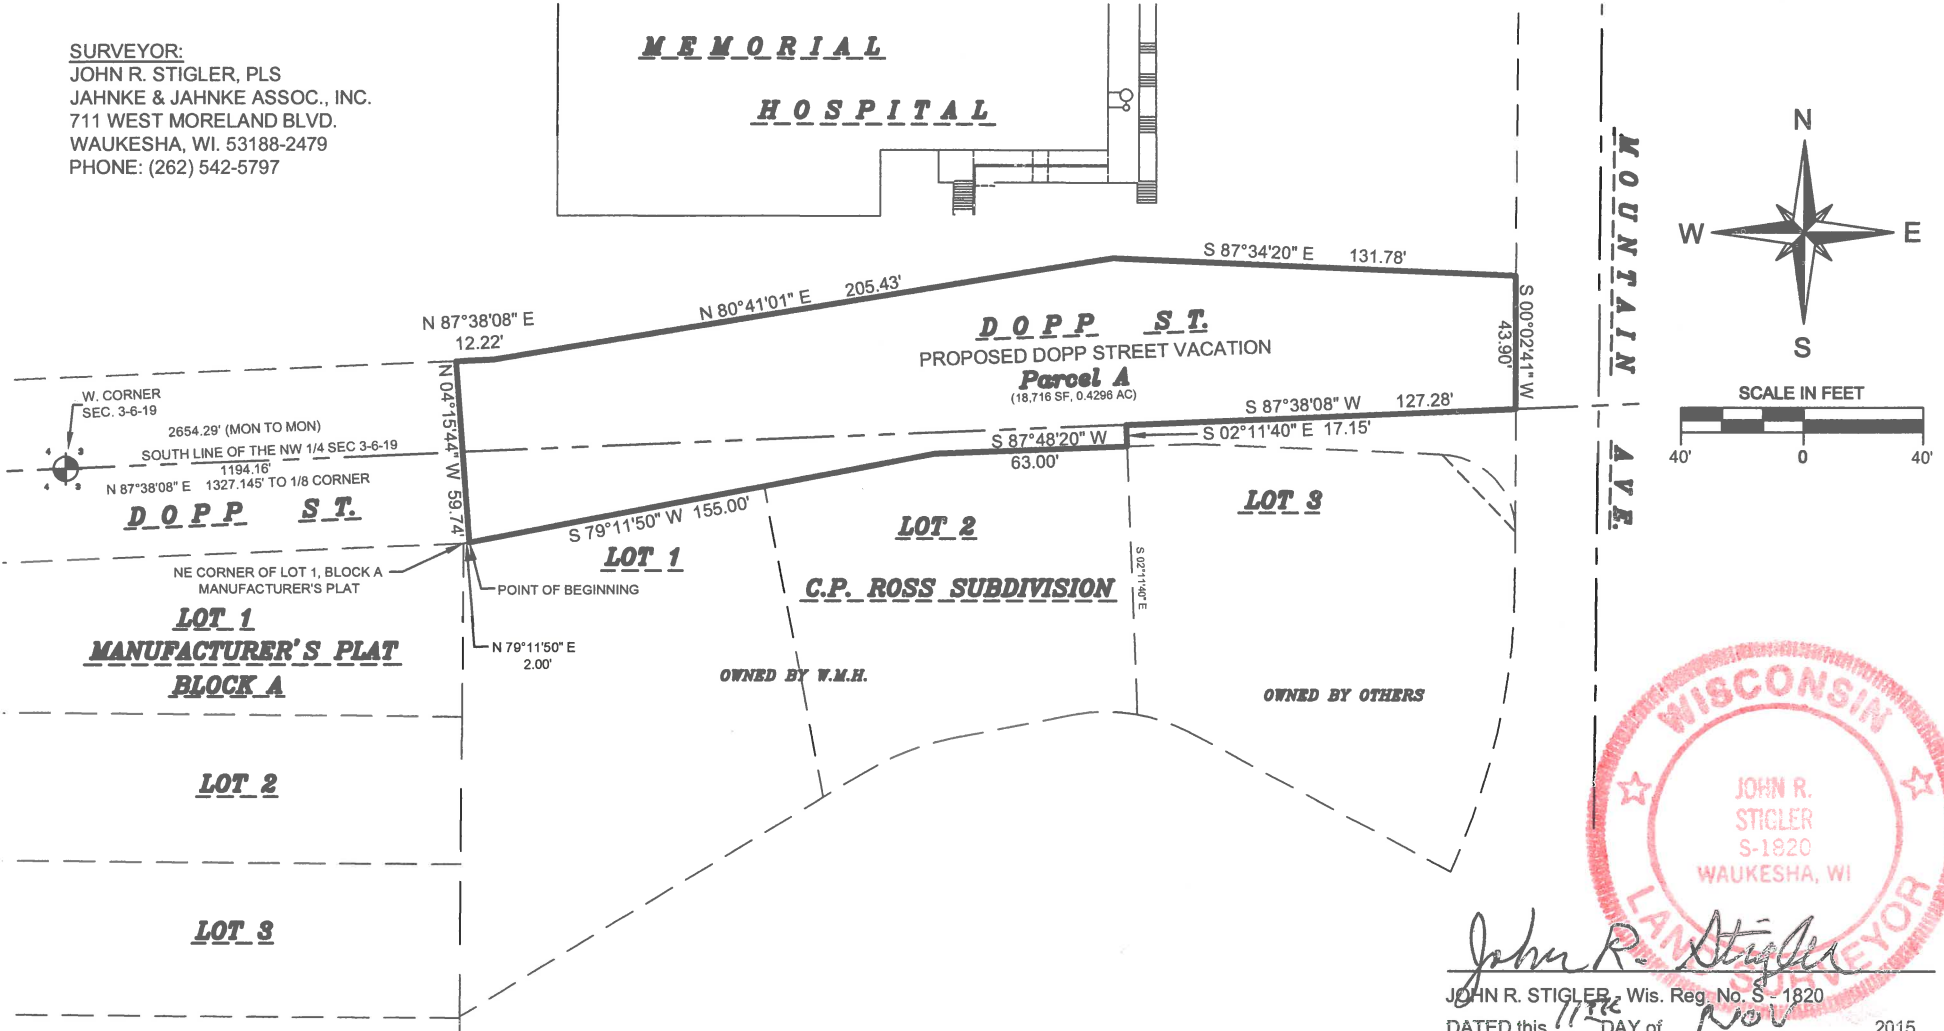 SURVEYOR:
JOHN R. STIGLER, PLS
JAHNKE & JAHNKE ASSOC., INC.
711 WEST MORELAND BLVD.
WAUKESHA, WI. 53188-2479
PHONE: (262) 542-5797
MEMORIAL
HOSPITAL
MOUNTAIN AVE.
N
W E
S
SCALE IN FEET
40' 0 40'
N 87°38'08" E
12.22'
N 80°41'01" E 205.43'
S 87°34'20" E 131.78'
S 00°02'41" W
43.90'
DOPP ST.
PROPOSED DOPP STREET VACATION
Parcel A
(18,716 SF, 0.4296 AC)
S 87°38'08" W 127.28'
S 02°11'40" E 17.15'
S 87°48'20" W
63.00'
S 79°11'50" W 155.00'
N 04°15'44" W 59.74'
W. CORNER
SEC. 3-6-19
4 3
4 3
2654.29' (MON TO MON)
SOUTH LINE OF THE NW 1/4 SEC 3-6-19
1194.16'
N 87°38'08" E 1327.145' TO 1/8 CORNER
DOPP ST.
NE CORNER OF LOT 1, BLOCK A
MANUFACTURER'S PLAT
POINT OF BEGINNING
N 79°11'50" E
2.00'
LOT 1
MANUFACTURER'S PLAT
BLOCK A
LOT 2
LOT 3
LOT 1
LOT 2
LOT 3
C.P. ROSS SUBDIVISION
S 02°11'40" E
OWNED BY W.M.H.
OWNED BY OTHERS
WISCONSIN
JOHN R.
STIGLER
S-1820
WAUKESHA, WI
LAND SURVEYOR
John R. Stigler
JOHN R. STIGLER - Wis. Reg. No. S - 1820
DATED this 11th DAY of Nov 2015